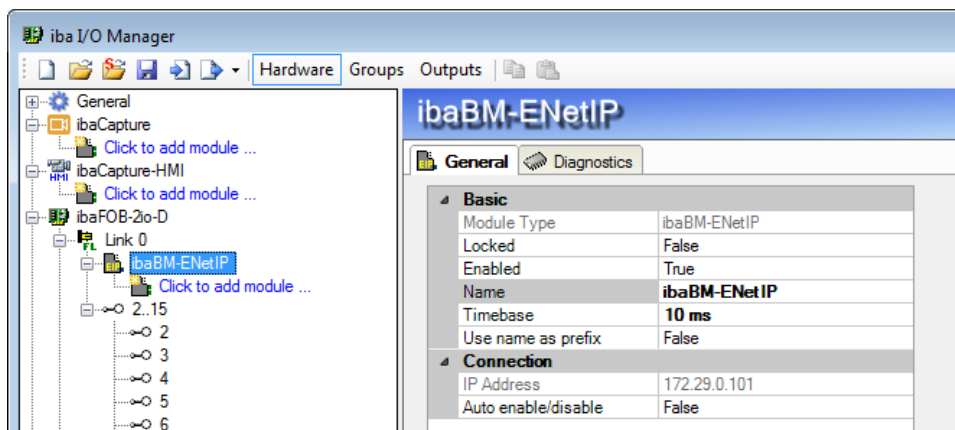 iba I/O Manager
Hardware Groups Outputs
General
ibaCapture
Click to add module ...
ibaCapture-HMI
Click to add module ...
ibaFOB-2io-D
Link 0
ibaBM-ENetIP
Click to add module ...
2..15
2
3
4
5
6
ibaBM-ENetIP
General Diagnostics
Basic
Module Type ibaBM-ENetIP
Locked False
Enabled True
Name ibaBM-ENetIP
Timebase 10 ms
Use name as prefix False
Connection
IP Address 172.29.0.101
Auto enable/disable False